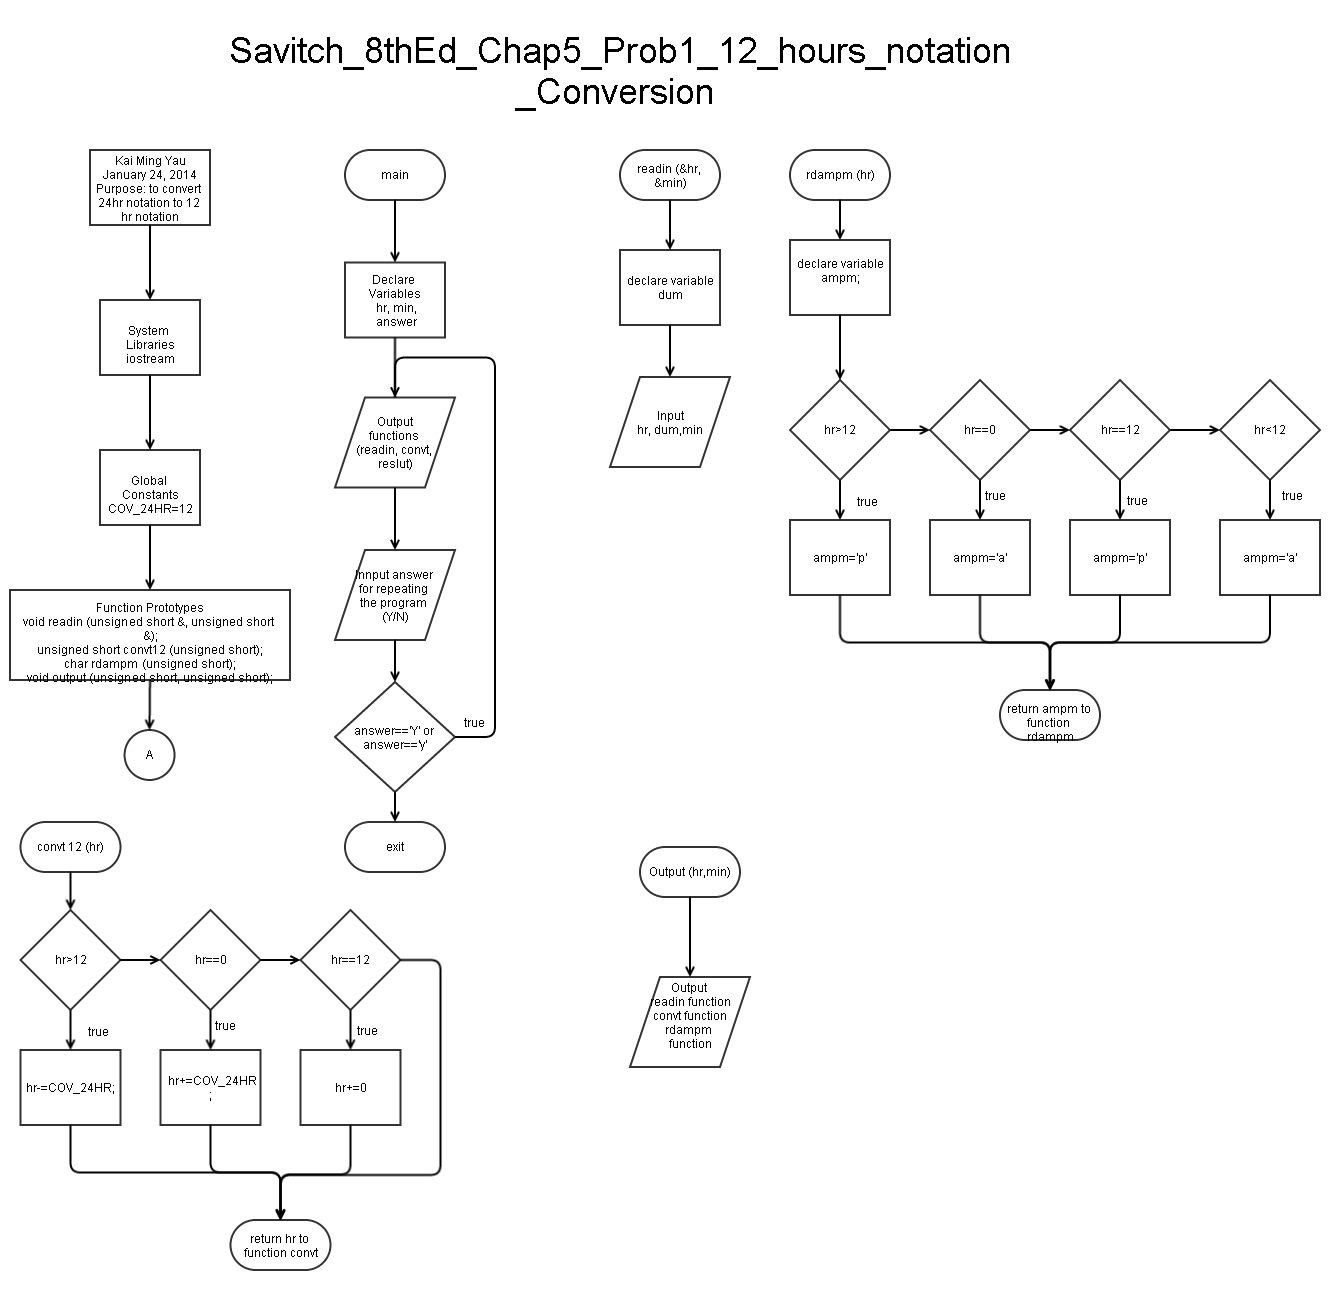 Savitch_8thEd_Chap5_Prob1_12_hours_notation
_Conversion
Kai Ming Yau
January 24, 2014
Purpose: to convert
24hr notation to 12
hr notation
System
Libraries
iostream
Global
Constants
COV_24HR=12
Function Prototypes
void readin (unsigned short &, unsigned short
&);
unsigned short convt12 (unsigned short);
char rdampm (unsigned short);
void output (unsigned short, unsigned short);
A
main
Declare
Variables
hr, min,
answer
Output
functions
(readin, convt,
reslut)
Innput answer
for repeating
the program
(Y/N)
answer=='Y' or
answer=='y'
true
exit
readin (&hr,
&min)
declare variable
dum
Input
hr, dum,min
rdampm (hr)
declare variable
ampm;
hr>12
hr==0
hr==12
hr<12
true
true
true
true
ampm='p'
ampm='a'
ampm='p'
ampm='a'
return ampm to
function
rdampm
convt 12 (hr)
hr>12
hr==0
hr==12
true
true
true
hr-=COV_24HR;
hr+=COV_24HR
;
hr+=0
return hr to
function convt
Output (hr,min)
Output
readin function
convt function
rdampm
function